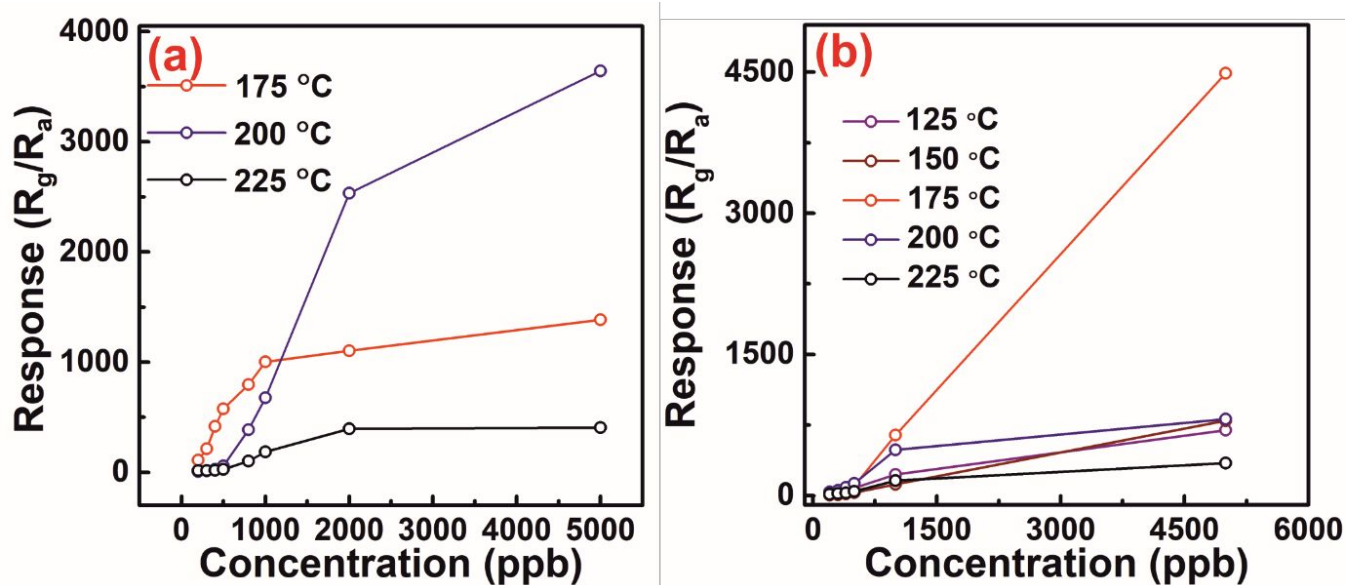 (a)
175 °C
200 °C
225 °C
4000
3000
2000
1000
0
Response (Rg/Ra)
0 1000 2000 3000 4000 5000
Concentration (ppb)
(b)
125 °C
150 °C
175 °C
200 °C
225 °C
4500
3000
1500
0
Response (Rg/Ra)
0 1500 3000 4500 6000
Concentration (ppb)